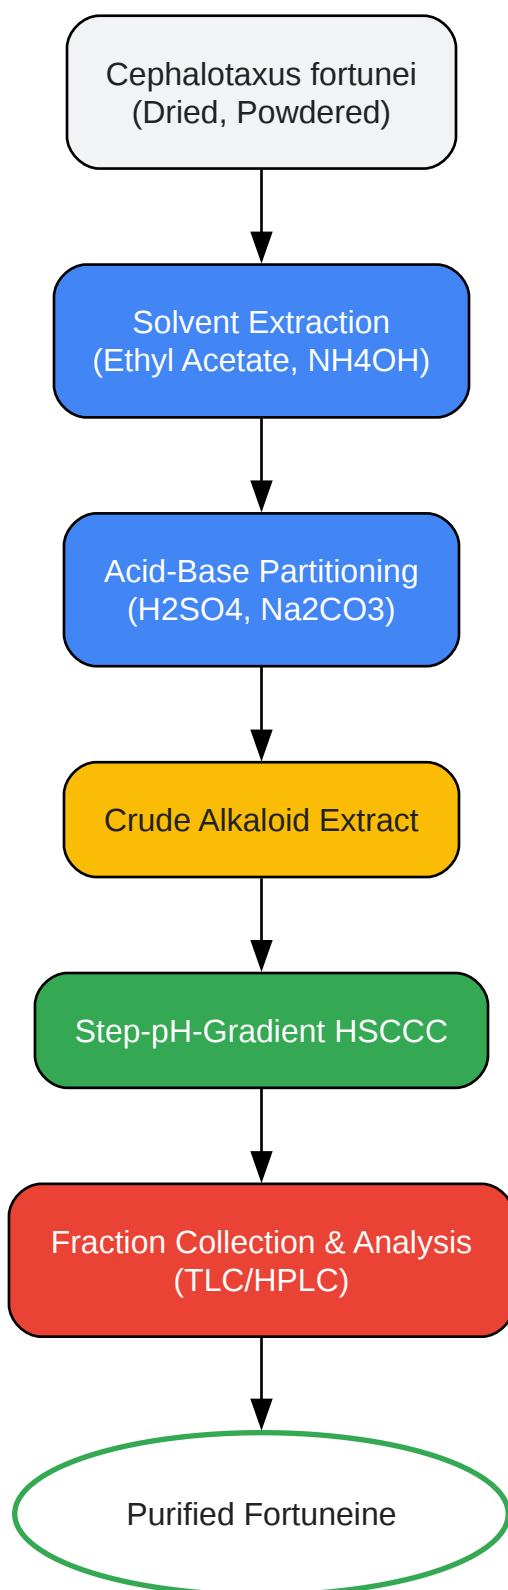 Cephalotaxus fortunei
(Dried, Powdered)
Solvent Extraction
(Ethyl Acetate, NH4OH)
Acid-Base Partitioning
(H2SO4, Na2CO3)
Crude Alkaloid Extract
Step-pH-Gradient HSCCC
Fraction Collection & Analysis
(TLC/HPLC)
Purified Fortuneine